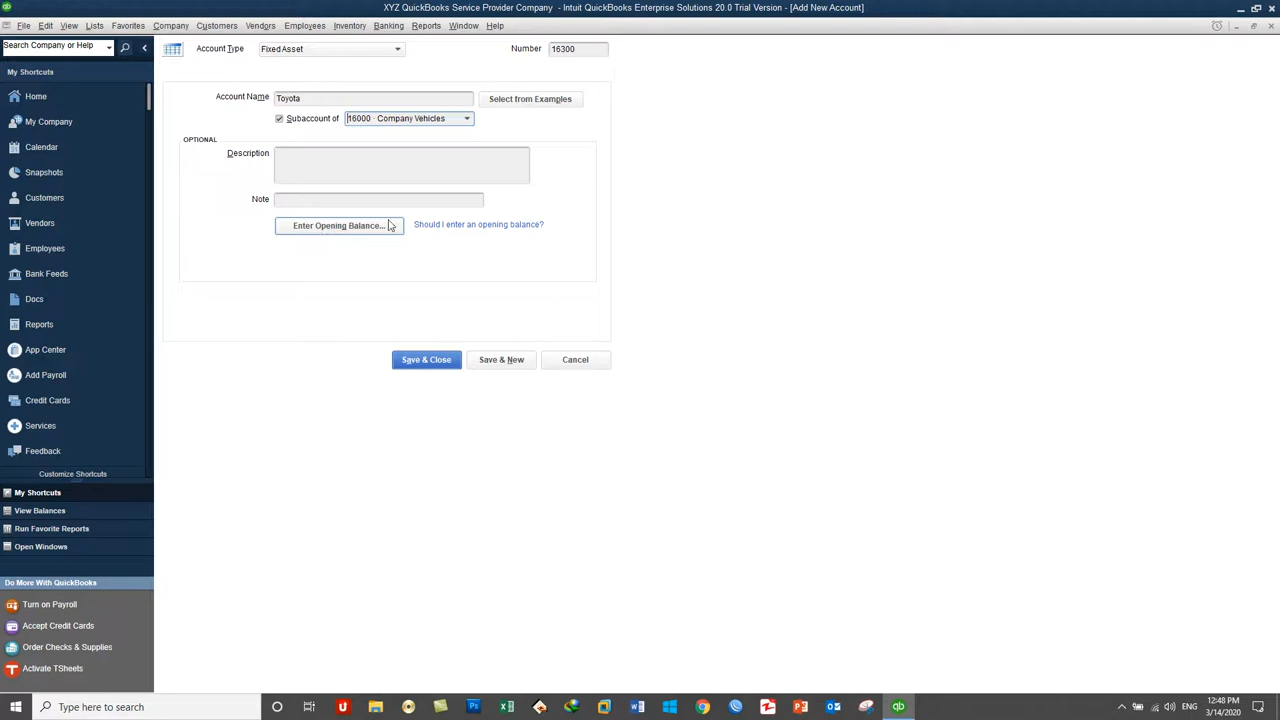 XYZ QuickBooks Service Provider Company - Intuit QuickBooks Enterprise Solutions 20.0 Trial Version - [Add New Account]
File Edit View Lists Favorites Company Customers Vendors Employees Inventory Banking Reports Window Help
Search Company or Help
My Shortcuts
Home
My Company
Calendar
Snapshots
Customers
Vendors
Employees
Bank Feeds
Docs
Reports
App Center
Add Payroll
Credit Cards
Services
Feedback
Customize Shortcuts
My Shortcuts
View Balances
Run Favorite Reports
Open Windows
Do More With QuickBooks
Turn on Payroll
Accept Credit Cards
Order Checks & Supplies
Activate TSheets
Account Type Fixed Asset Number 16300
Account Name Toyota Select from Examples
Subaccount of 16000 · Company Vehicles
OPTIONAL
Description
Note
Enter Opening Balance... Should I enter an opening balance?
Save & Close Save & New Cancel
Type here to search
12:48 PM
3/14/2020